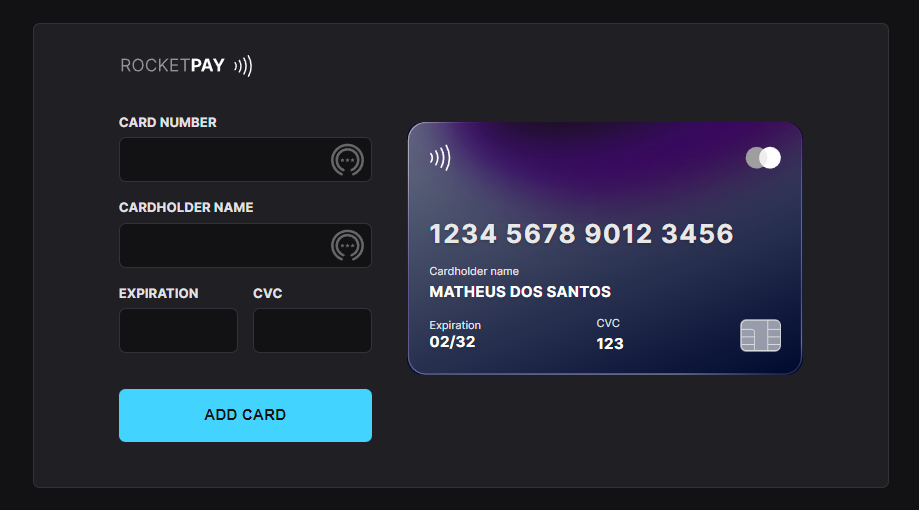 ROCKETPAY
CARD NUMBER
CARDHOLDER NAME
EXPIRATION CVC
ADD CARD
1234 5678 9012 3456
Cardholder name
MATHEUS DOS SANTOS
Expiration CVC
02/32 123